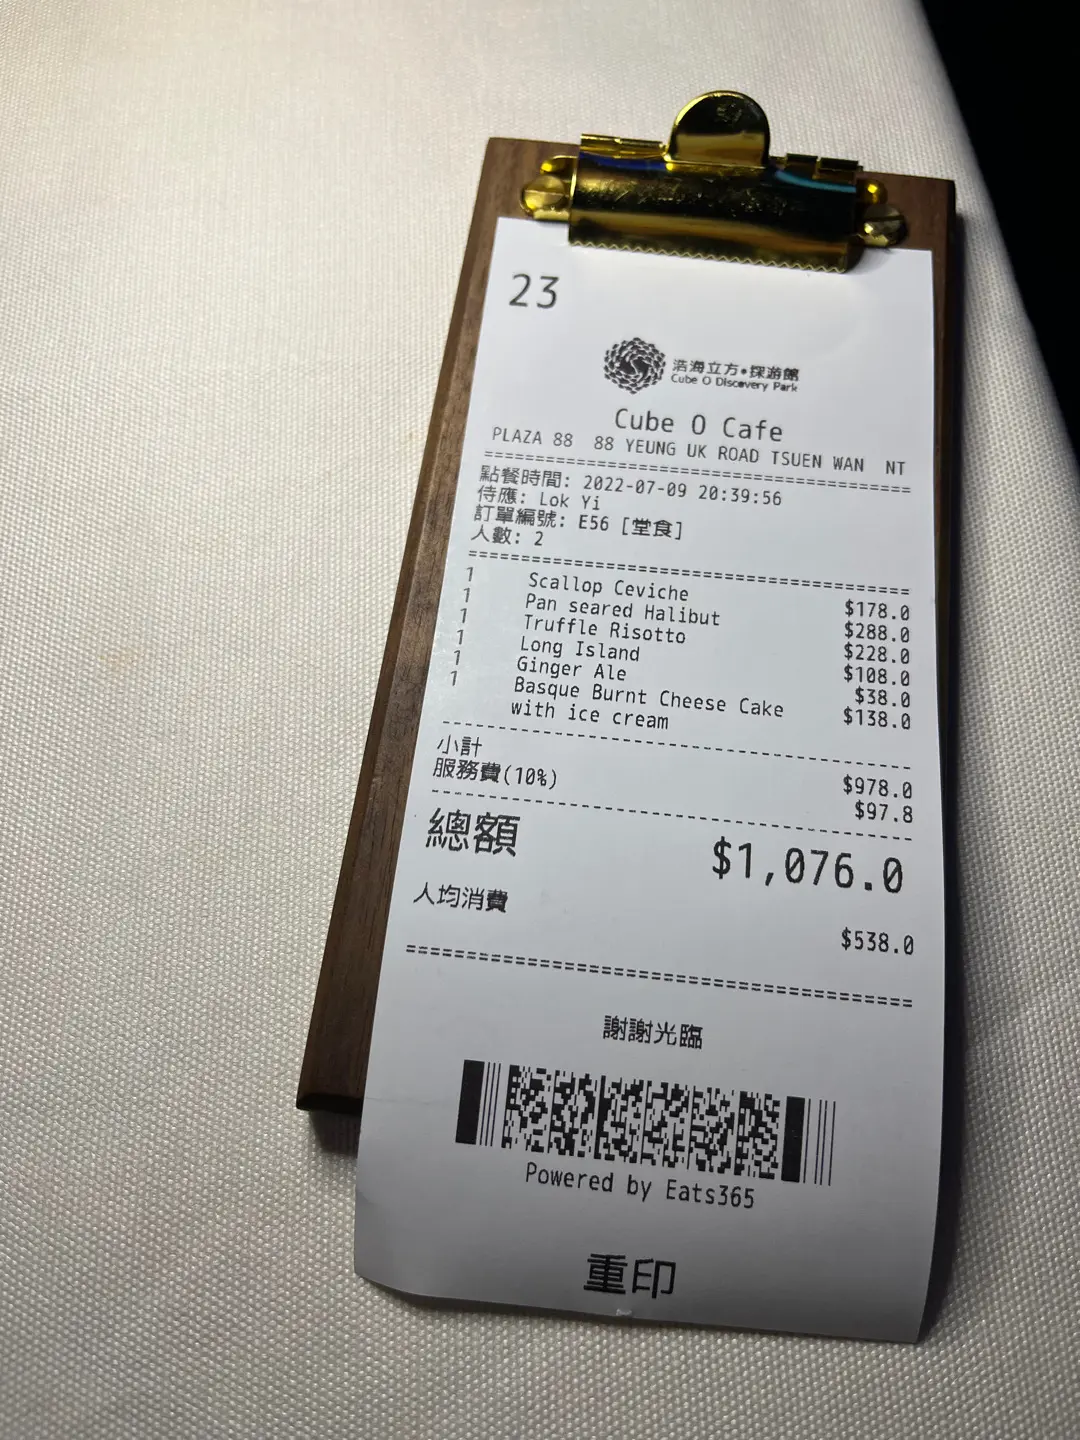 23
浩海立方•探游館
Cube O Discovery Park
Cube O Cafe
PLAZA 88 88 YEUNG UK ROAD TSUEN WAN NT
點餐時間: 2022-07-09 20:39:56
侍應: Lok Yi
訂單編號: E56 [堂食]
人數: 2
1 Scallop Ceviche $178.0
1 Pan seared Halibut $288.0
1 Truffle Risotto $228.0
1 Long Island $108.0
1 Ginger Ale $38.0
1 Basque Burnt Cheese Cake $138.0
with ice cream
小計 $978.0
服務費(10%) $97.8
總額 $1,076.0
人均消費 $538.0
謝謝光臨
Powered by Eats365
重印